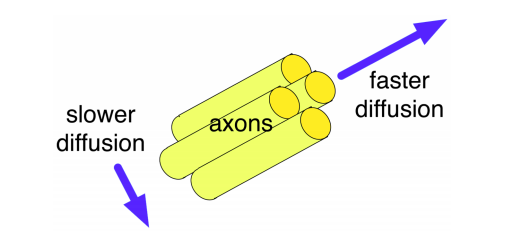 slower
diffusion
axons
faster
diffusion